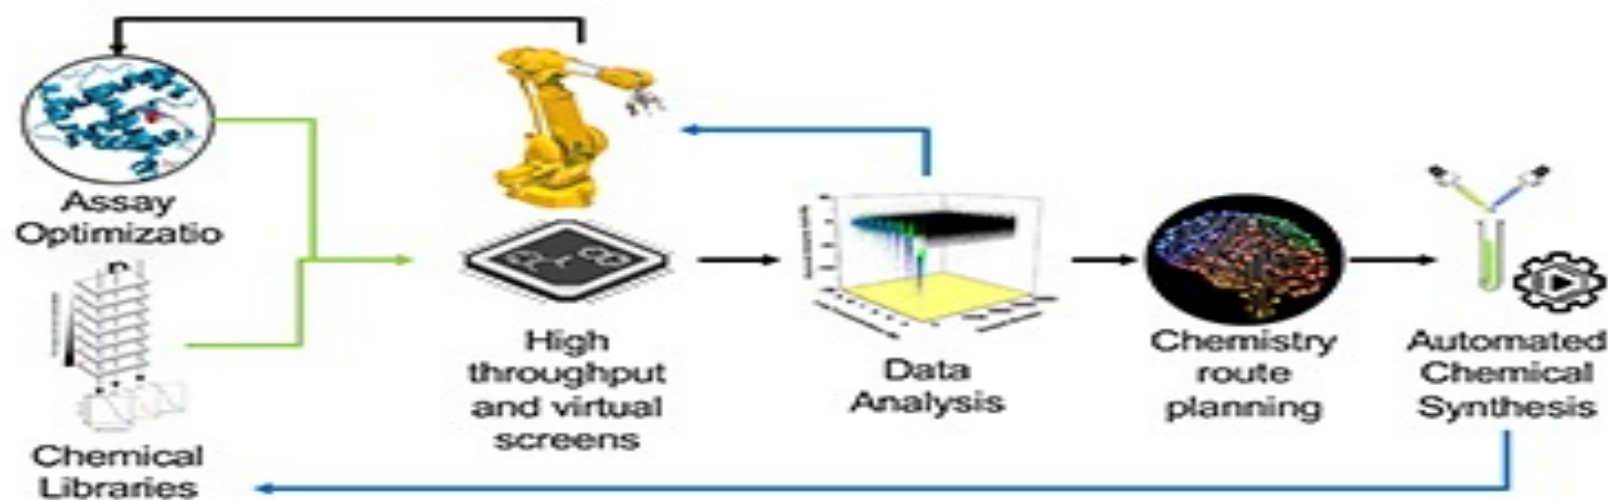 Assay
Optimizatio
n
Chemical
Libraries
High
throughput
and virtual
screens
Data
Analysis
Chemistry
route
planning
Automated
Chemical
Synthesis